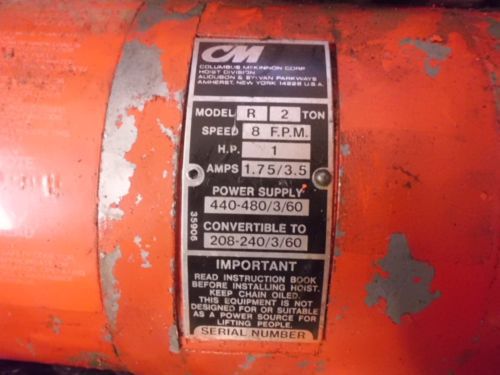 CM
COLUMBUS McKINNON CORP.
HOIST DIVISION
AUDUBON & SYLVAN PARKWAYS
AMHERST, NEW YORK 14228 U.S.A.
MODEL R 2 TON
SPEED 8 F.P.M.
H.P. 1
AMPS 1.75/3.5
POWER SUPPLY
440-480/3/60
CONVERTIBLE TO
208-240/3/60
35906
IMPORTANT
READ INSTRUCTION BOOK
BEFORE INSTALLING HOIST.
KEEP CHAIN OILED.
THIS EQUIPMENT IS NOT
DESIGNED FOR OR SUITABLE
AS A POWER SOURCE FOR
LIFTING PEOPLE.
SERIAL NUMBER